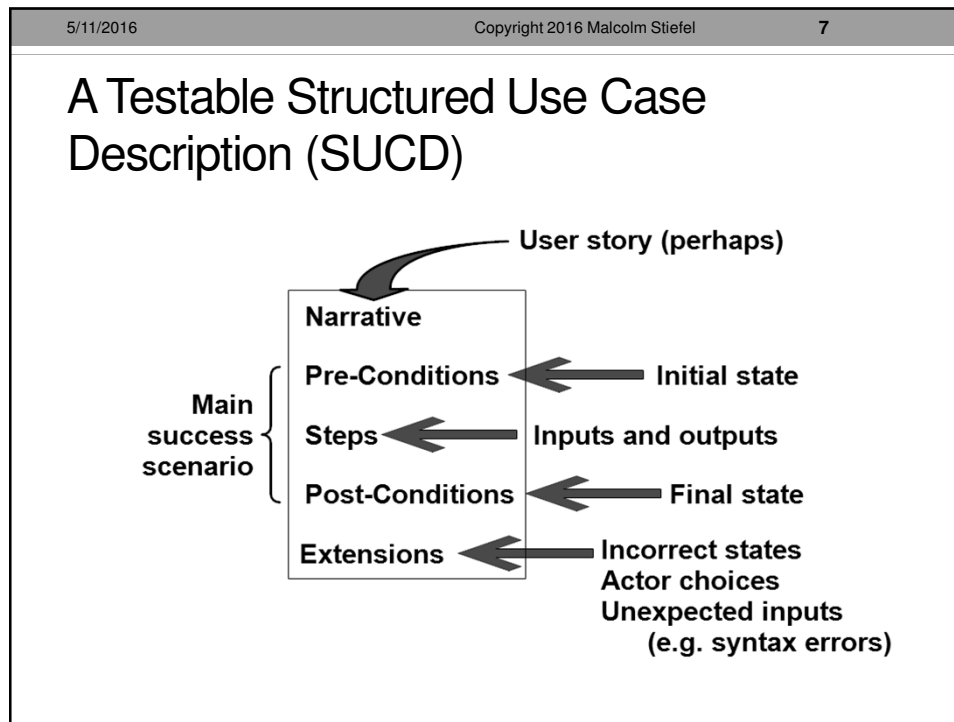 5/11/2016 Copyright 2016 Malcolm Stiefel 7
A Testable Structured Use Case
Description (SUCD)
User story (perhaps)
Narrative
Pre-Conditions Initial state
Main
success
scenario
Steps Inputs and outputs
Post-Conditions Final state
Extensions Incorrect states
Actor choices
Unexpected inputs
(e.g. syntax errors)